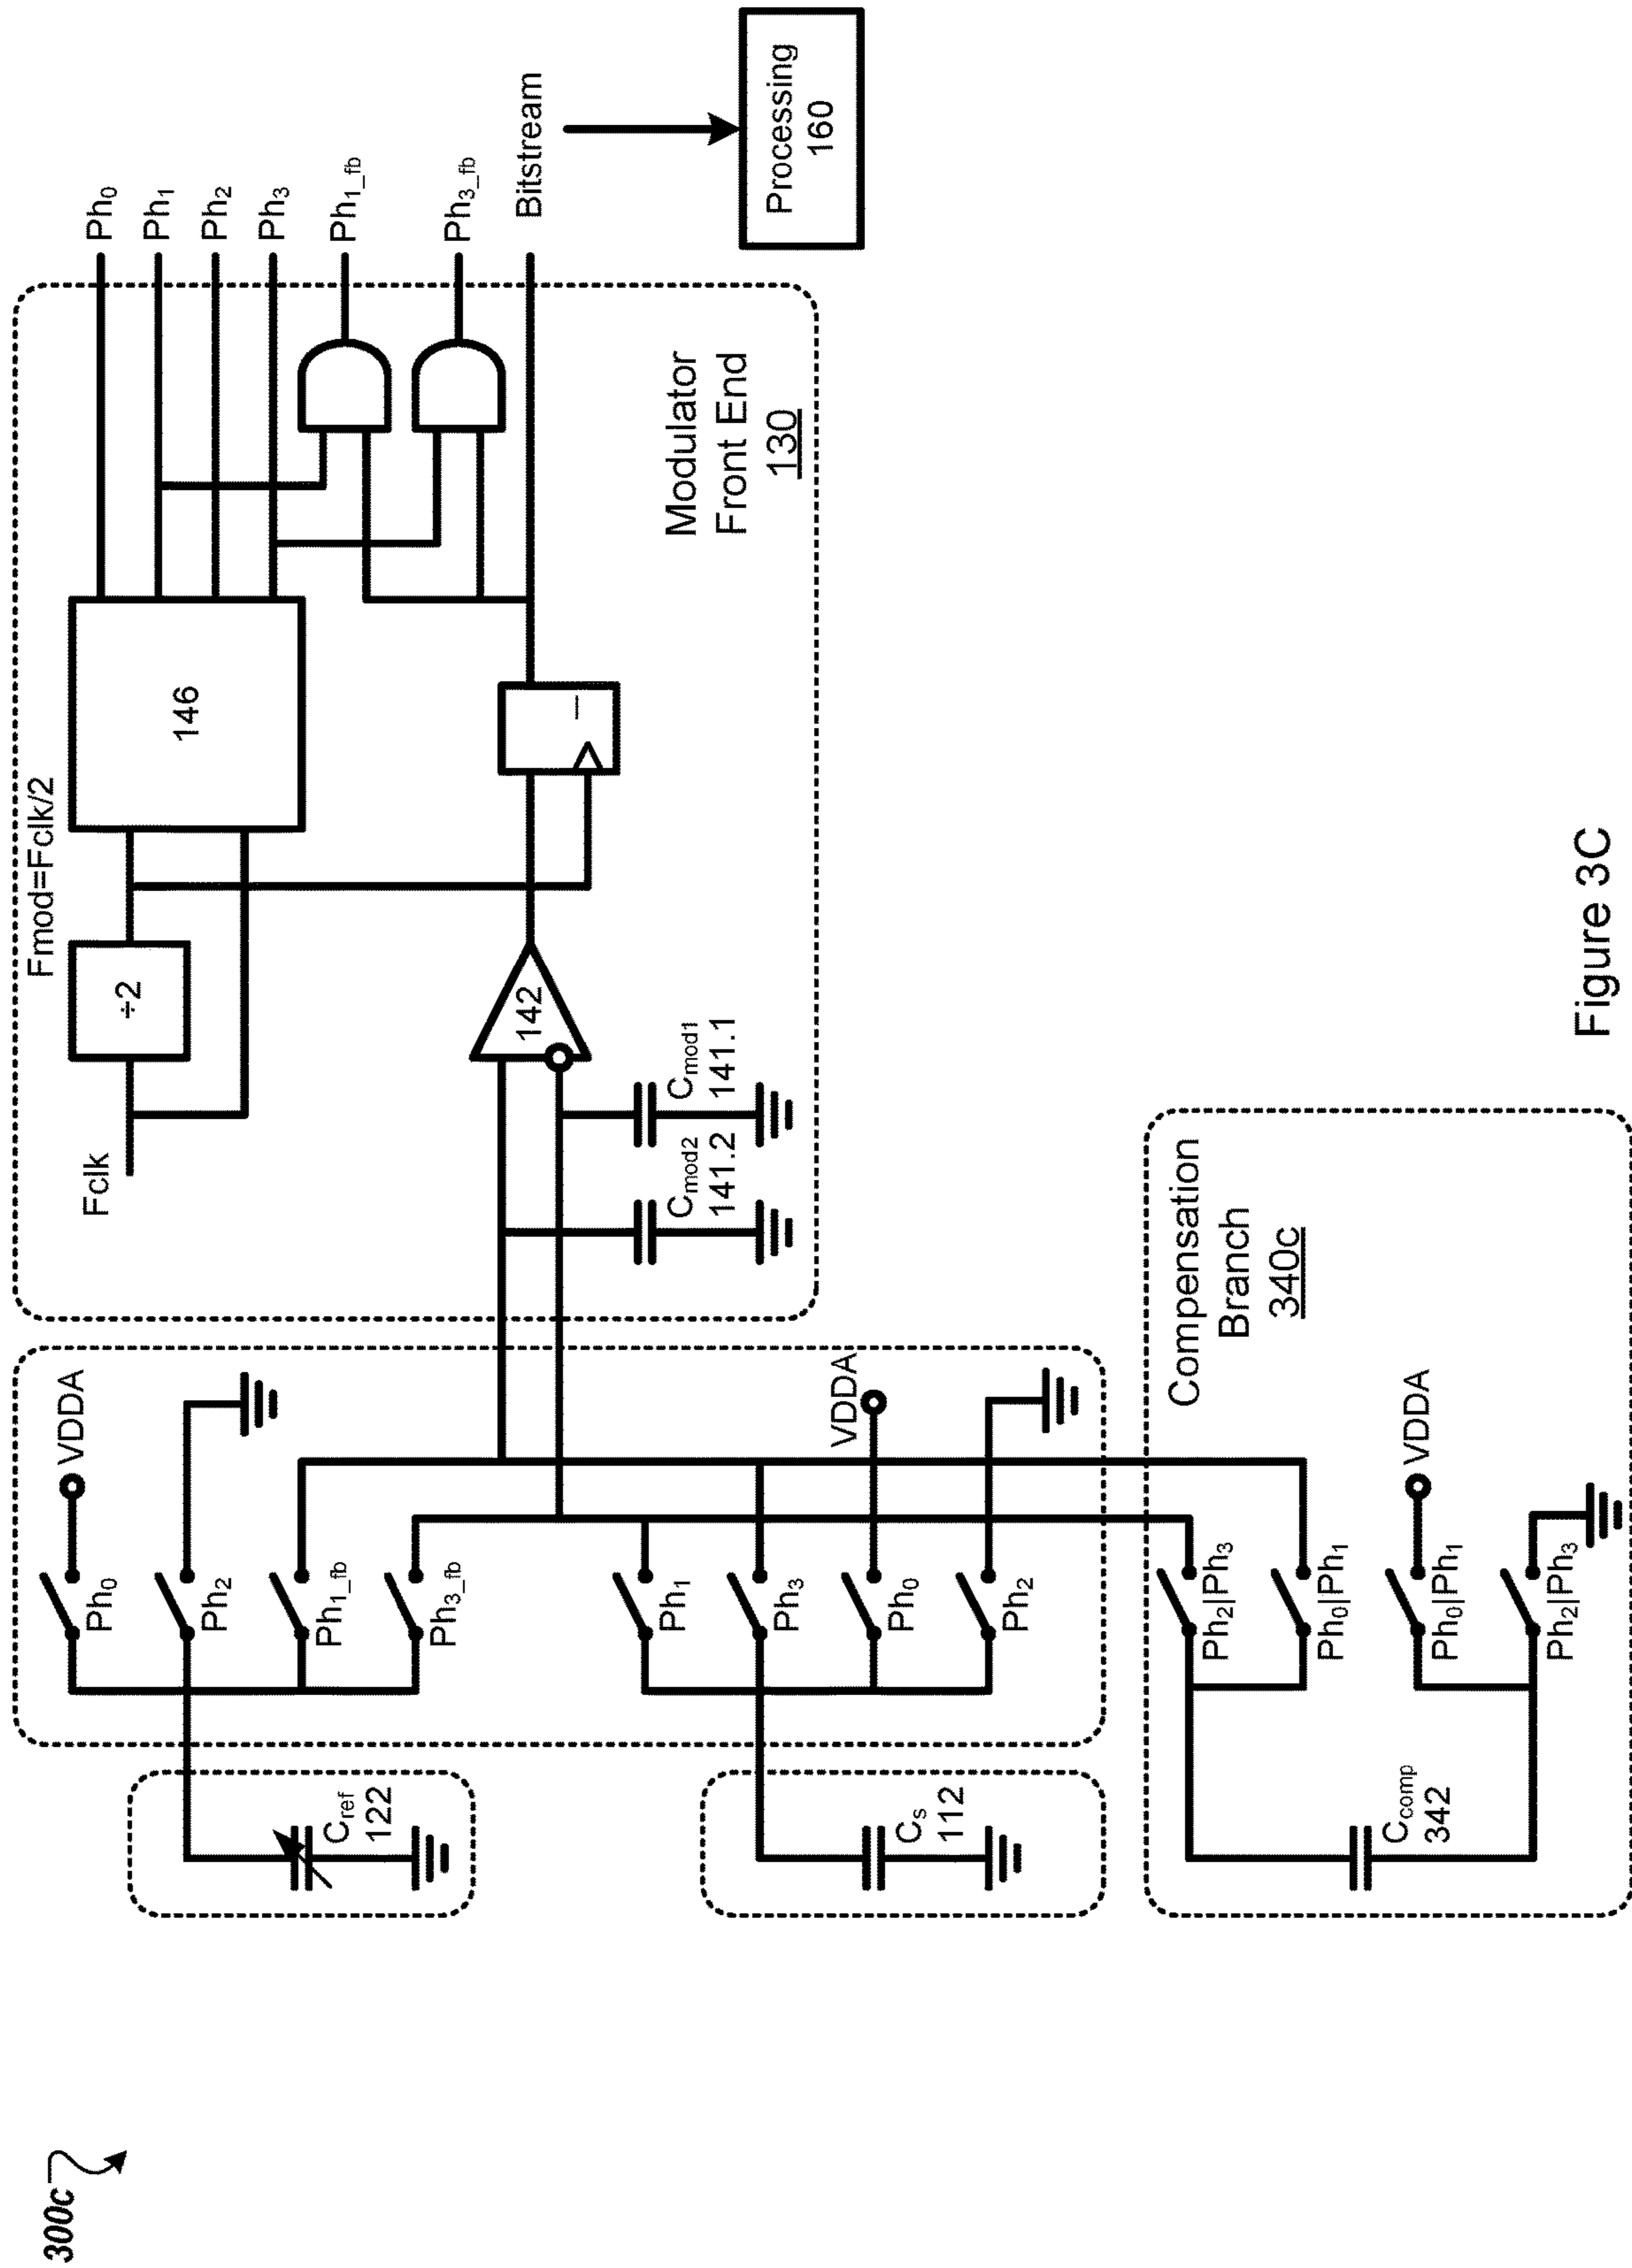 300c
Fclk
÷2
Fmod=Fclk/2
146
Ph0
Ph1
Ph2
Ph3
Ph1_fb
Ph3_fb
Bitstream
Processing
160
142
Cmod2
141.2
Cmod1
141.1
Modulator
Front End
130
VDDA
Ph0
Ph2
Ph1_fb
Ph3_fb
Cref
122
Ph1
Ph3
VDDA
Ph0
Ph2
Cs
112
Compensation
Branch
340c
Ph2|Ph3
Ph0|Ph1
VDDA
Ph0|Ph1
Ph2|Ph3
Ccomp
342
Figure 3C